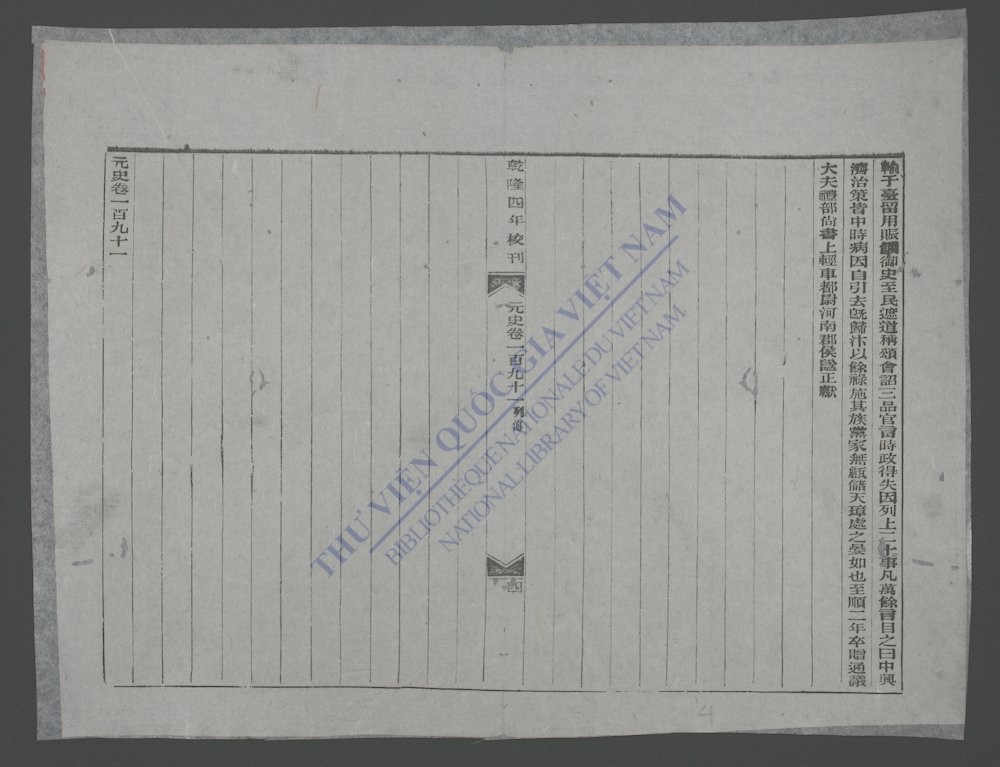 輸于臺留用賑饑御史至民遮道稱頌會詔三品官言時政得失因列上二十事凡萬餘言目之曰中興
濟治策皆中時病因自引去旣歸汴以餘祿施其族黨家無甔儲天璋處之晏如也至順二年卒贈通議
大夫禮部尚書上輕車都尉河南郡侯諡正獻
乾隆四年校刊
元史卷一百九十一 列傳
四
元史卷一百九十一
THƯ VIỆN QUỐC GIA VIỆT NAM
BIBLIOTHÈQUE NATIONALE DU VIETNAM
NATIONAL LIBRARY OF VIETNAM
4